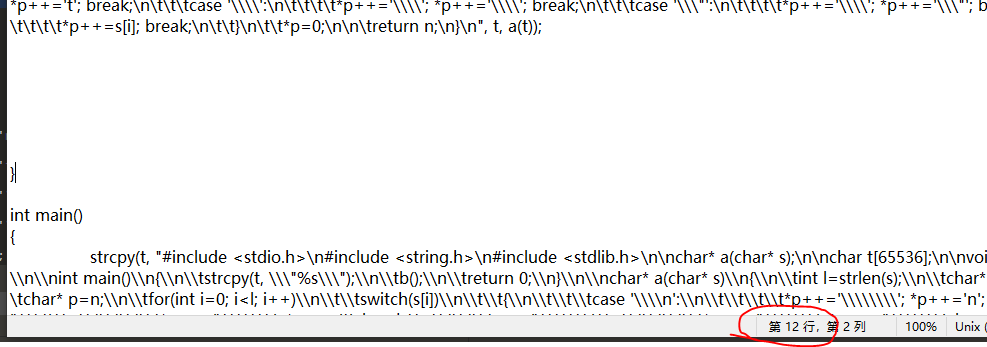 *p++='t'; break;\n\t\t\tcase '\\\\':\n\t\t\t\t*p++='\\\\'; *p++='\\\\'; break;\n\t\t\tcase '\\\"':\n\t\t\t\t*p++='\\\\'; *p++='\\\"'; b
\t\t\t\t*p++=s[i]; break;\n\t\t}\n\t\t*p=0;\n\n\treturn n;\n}\n", t, a(t));
}
int main()
{
strcpy(t, "#include <stdio.h>\n#include <string.h>\n#include <stdlib.h>\n\nchar* a(char* s);\n\nchar t[65536];\n\nvoi
\\n\\nint main()\\n{\\n\\tstrcpy(t, \\\"%s\\\");\\n\\tb();\\n\\treturn 0;\\n}\\n\\nchar* a(char* s)\\n{\\n\\tint l=strlen(s);\\n\\tchar*
\\tchar* p=n;\\n\\tfor(int i=0; i<l; i++)\\n\\t\\tswitch(s[i])\\n\\t\\t{\\n\\t\\t\\tcase '\\\\n':\\n\\t\\t\\t\\t*p++='\\\\\\\\'; *p++='n';
第 12 行，第 2 列 100% Unix (